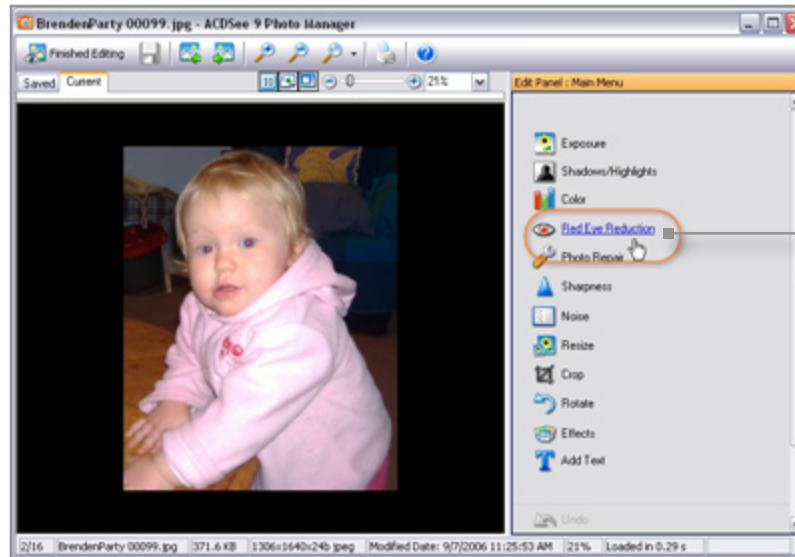 BrendenParty 00099.jpg - ACDSee 9 Photo Manager
Finished Editing
Saved Current 21%
Edit Panel : Main Menu
Exposure
Shadows/Highlights
Color
Red Eye Reduction
Photo Repair
Sharpness
Noise
Resize
Crop
Rotate
Effects
Add Text
Undo
2/16 BrendenParty 00099.jpg 371.6 KB 1306x1640x24b jpeg Modified Date: 9/7/2006 11:25:53 AM 21% Loaded in 0.29 s